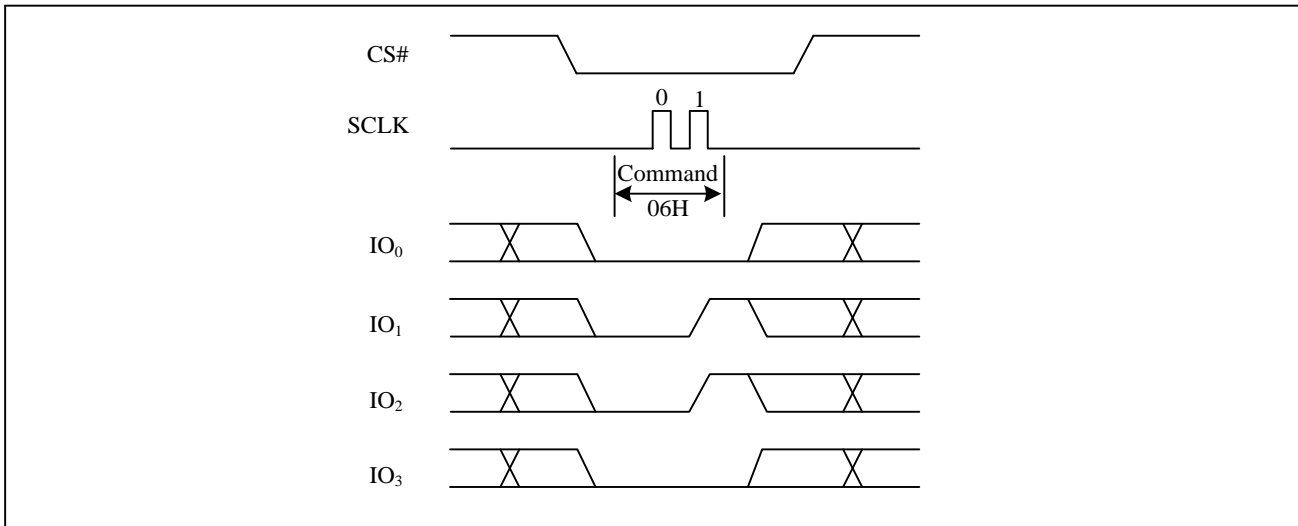 CS#
0 1
SCLK
Command
06H
IO₀
IO₁
IO₂
IO₃